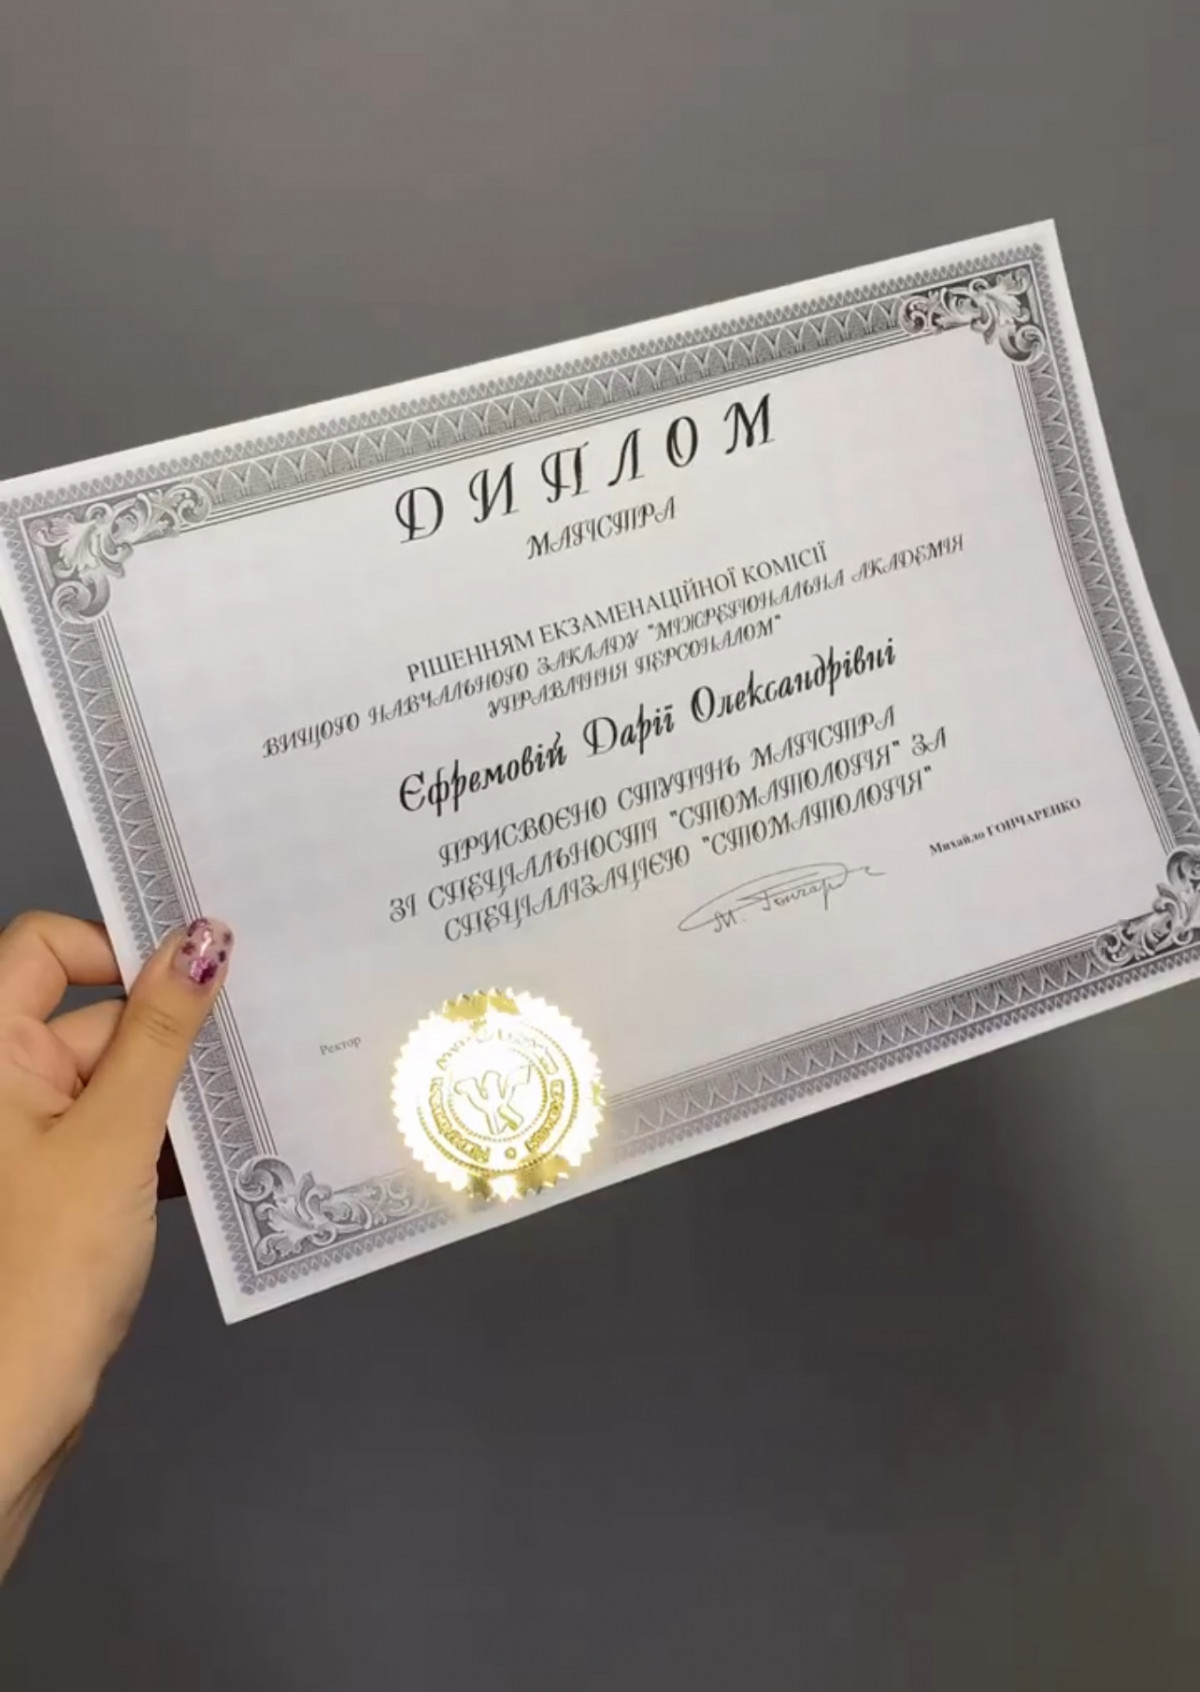 ДИПЛОМ
МАГІСТРА
РІШЕННЯМ ЕКЗАМЕНАЦІЙНОЇ КОМІСІЇ
ВИЩОГО НАВЧАЛЬНОГО ЗАКЛАДУ "МІЖРЕГІОНАЛЬНА АКАДЕМІЯ
УПРАВЛІННЯ ПЕРСОНАЛОМ"
Єфремовій Дарії Олександрівні
ПРИСВОЄНО СТУПІНЬ МАГІСТРА
ЗІ СПЕЦІАЛЬНОСТІ "СТОМАТОЛОГІЯ" ЗА
СПЕЦІАЛІЗАЦІЄЮ "СТОМАТОЛОГІЯ"
Михайло ГОНЧАРЕНКО
М. Гончар
Ректор